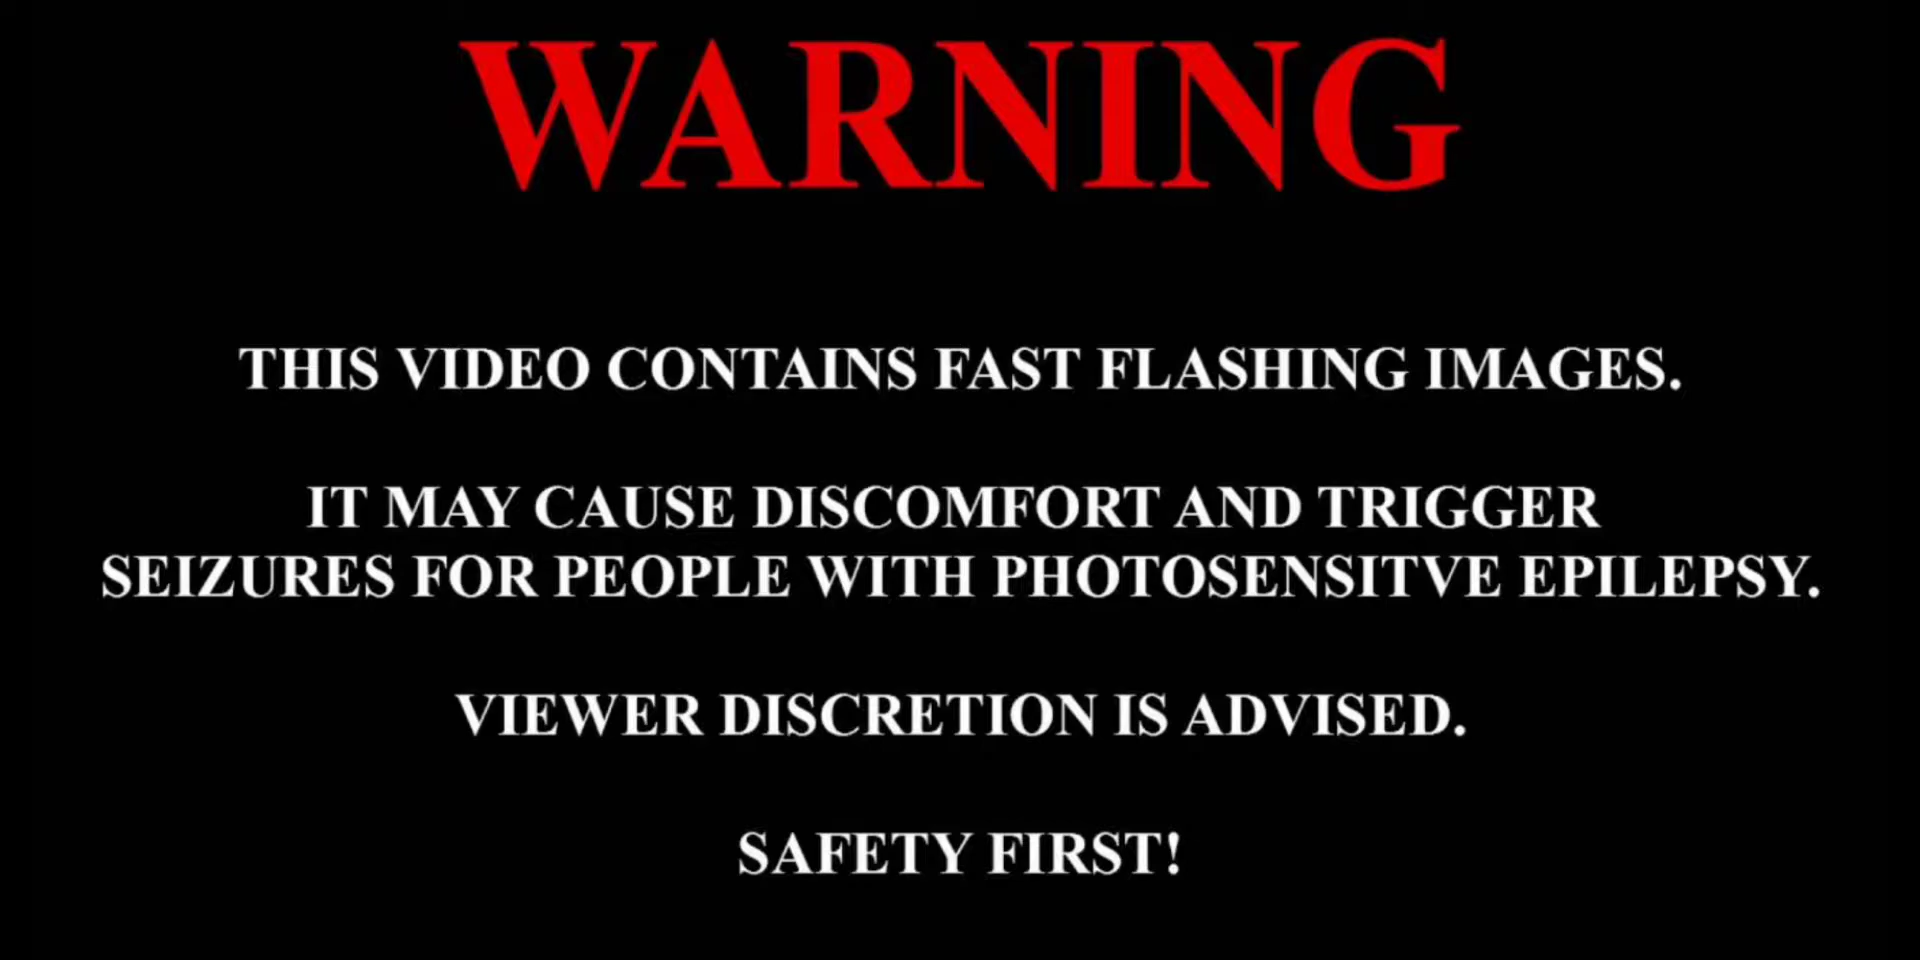 WARNING
THIS VIDEO CONTAINS FAST FLASHING IMAGES.
IT MAY CAUSE DISCOMFORT AND TRIGGER
SEIZURES FOR PEOPLE WITH PHOTOSENSITVE EPILEPSY.
VIEWER DISCRETION IS ADVISED.
SAFETY FIRST!